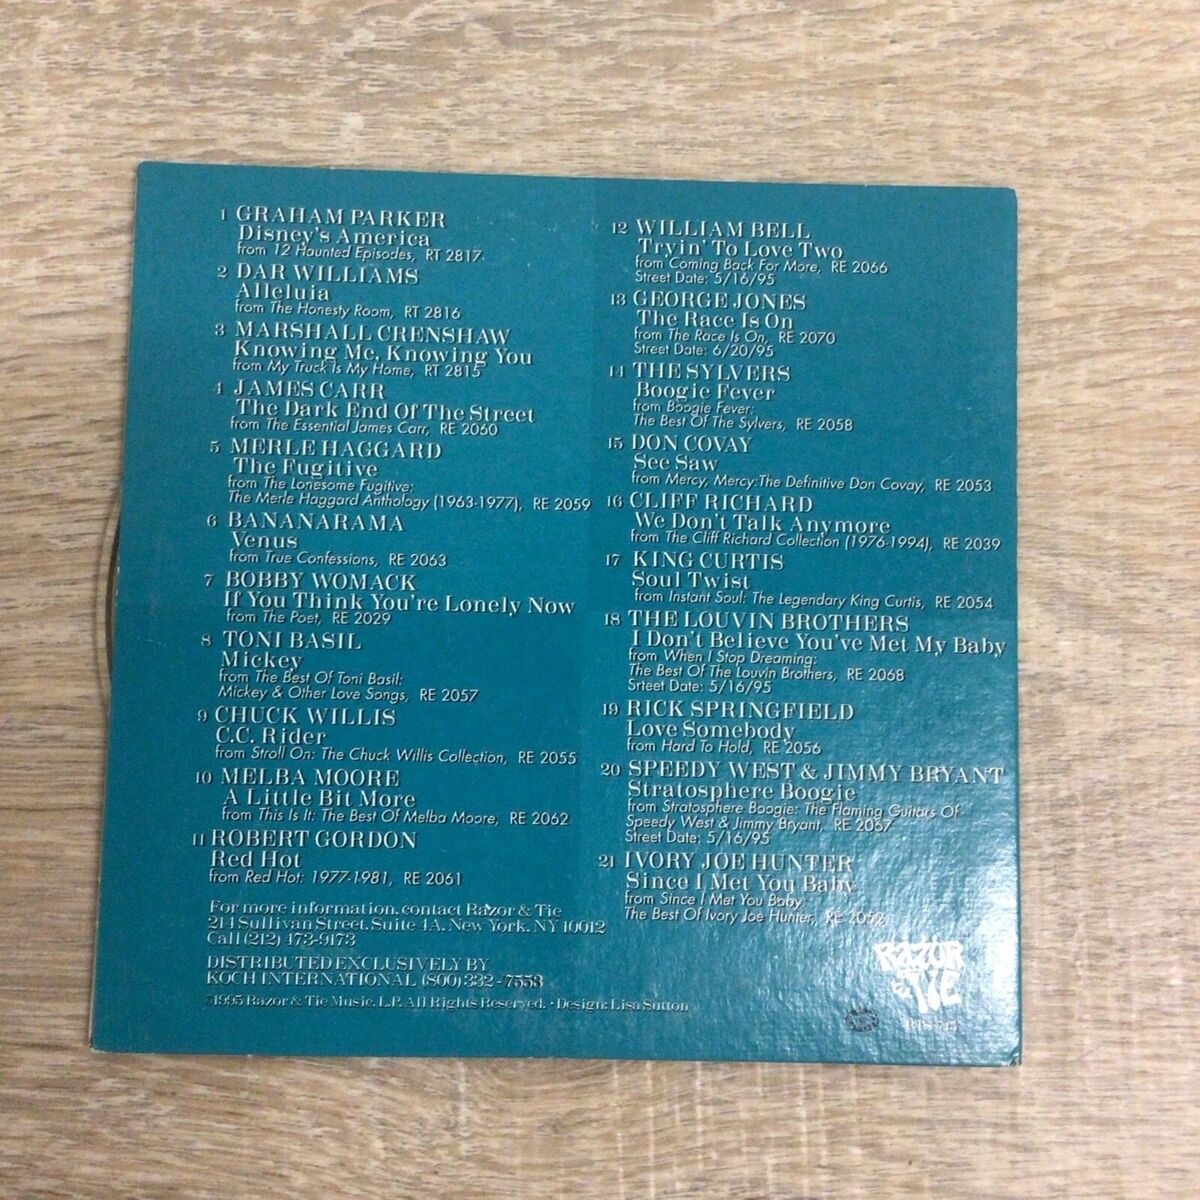 1 GRAHAM PARKER
Disney's America
from 12 Haunted Episodes, RT 2817
2 DAR WILLIAMS
Alleluia
from The Honesty Room, RT 2816
3 MARSHALL CRENSHAW
Knowing Me, Knowing You
from My Truck Is My Home, RT 2815
4 JAMES CARR
The Dark End Of The Street
from The Essential James Carr, RE 2060
5 MERLE HAGGARD
The Fugitive
from The Lonesome Fugitive:
The Merle Haggard Anthology (1963-1977), RE 2059
6 BANANARAMA
Venus
from True Confessions, RE 2063
7 BOBBY WOMACK
If You Think You're Lonely Now
from The Poet, RE 2029
8 TONI BASIL
Mickey
from The Best Of Toni Basil:
Mickey & Other Love Songs, RE 2057
9 CHUCK WILLIS
C.C. Rider
from Stroll On: The Chuck Willis Collection, RE 2055
10 MELBA MOORE
A Little Bit More
from This Is It: The Best Of Melba Moore, RE 2062
11 ROBERT GORDON
Red Hot
from Red Hot: 1977-1981, RE 2061
For more information, contact Razor & Tie
214 Sullivan Street, Suite 4A, New York, NY 10012
Call (212) 473-9173
DISTRIBUTED EXCLUSIVELY BY
KOCH INTERNATIONAL (800) 332-7553
©1995 Razor & Tie Music, L.P. All Rights Reserved. • Design: Lisa Sutton
12 WILLIAM BELL
Tryin' To Love Two
from Coming Back For More, RE 2066
Street Date: 5/16/95
13 GEORGE JONES
The Race Is On
from The Race Is On, RE 2070
Street Date: 6/20/95
14 THE SYLVERS
Boogie Fever
from Boogie Fever:
The Best Of The Sylvers, RE 2058
15 DON COVAY
See Saw
from Mercy, Mercy: The Definitive Don Covay, RE 2053
16 CLIFF RICHARD
We Don't Talk Anymore
from The Cliff Richard Collection (1976-1994), RE 2039
17 KING CURTIS
Soul Twist
from Instant Soul: The Legendary King Curtis, RE 2054
18 THE LOUVIN BROTHERS
I Don't Believe You've Met My Baby
from When I Stop Dreaming:
The Best Of The Louvin Brothers, RE 2068
Srteet Date: 5/16/95
19 RICK SPRINGFIELD
Love Somebody
from Hard To Hold, RE 2056
20 SPEEDY WEST & JIMMY BRYANT
Stratosphere Boogie
from Stratosphere Boogie: The Flaming Guitars Of
Speedy West & Jimmy Bryant, RE 2067
Street Date: 5/16/95
21 IVORY JOE HUNTER
Since I Met You Baby
from Since I Met You Baby:
The Best Of Ivory Joe Hunter, RE 2052
RAZOR
& TIE